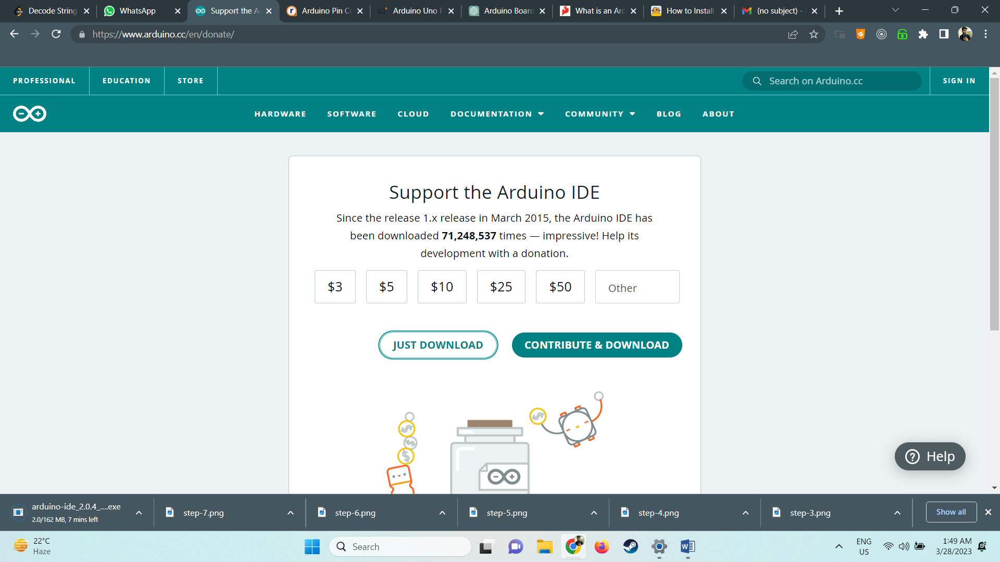 Decode String
WhatsApp
Support the A
Arduino Pin C
Arduino Uno P
Arduino Board
What is an Ard
How to Install
(no subject) -
https://www.arduino.cc/en/donate/
PROFESSIONAL
EDUCATION
STORE
Search on Arduino.cc
SIGN IN
HARDWARE
SOFTWARE
CLOUD
DOCUMENTATION
COMMUNITY
BLOG
ABOUT
Support the Arduino IDE
Since the release 1.x release in March 2015, the Arduino IDE has
been downloaded 71,248,537 times — impressive! Help its
development with a donation.
$3
$5
$10
$25
$50
Other
JUST DOWNLOAD
CONTRIBUTE & DOWNLOAD
Help
arduino-ide_2.0.4_....exe
2.0/162 MB, 7 mins left
step-7.png
step-6.png
step-5.png
step-4.png
step-3.png
Show all
22°C
Haze
Search
ENG
US
1:49 AM
3/28/2023